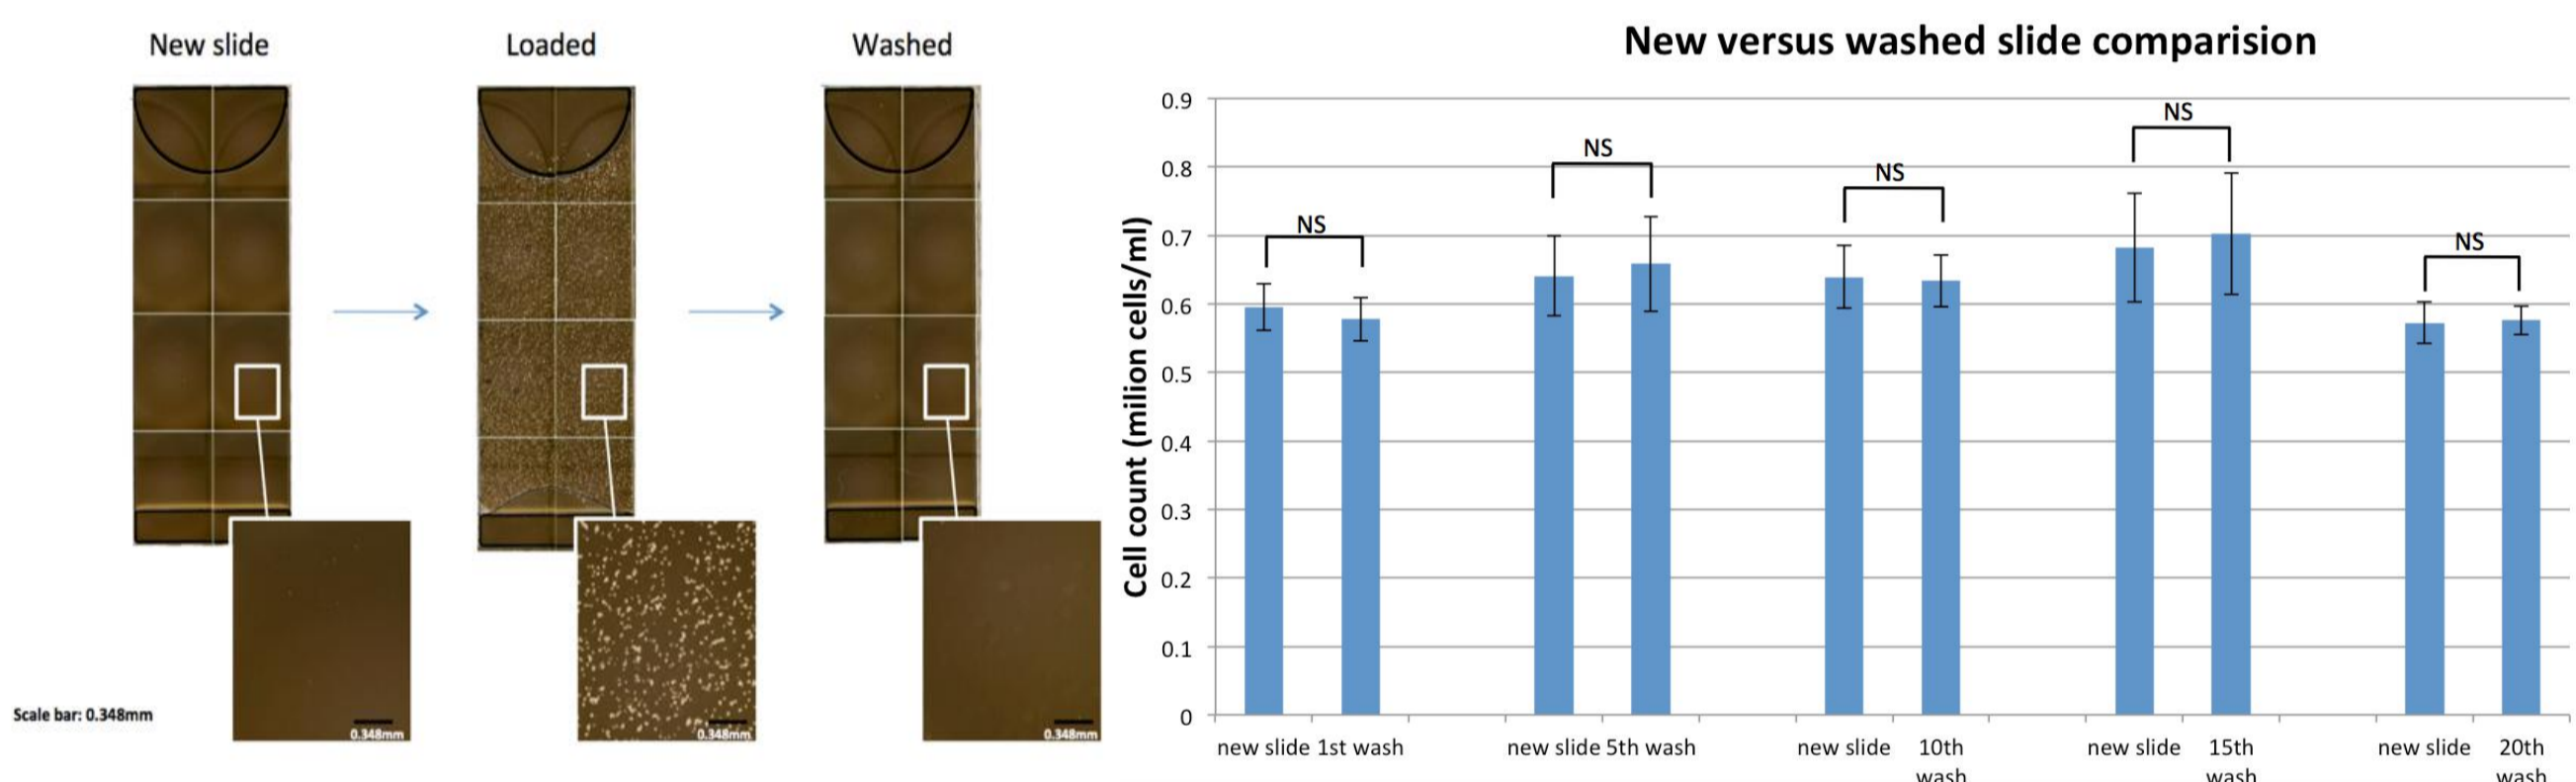 New slide
Loaded
Washed
Scale bar: 0.348mm
0.348mm
0.348mm
0.348mm
New versus washed slide comparision
Cell count (milion cells/ml)
0.9
0.8
0.7
0.6
0.5
0.4
0.3
0.2
0.1
0
NS
NS
NS
NS
NS
new slide 1st wash
new slide 5th wash
new slide 10th
wash
new slide 15th
wash
new slide 20th
wash